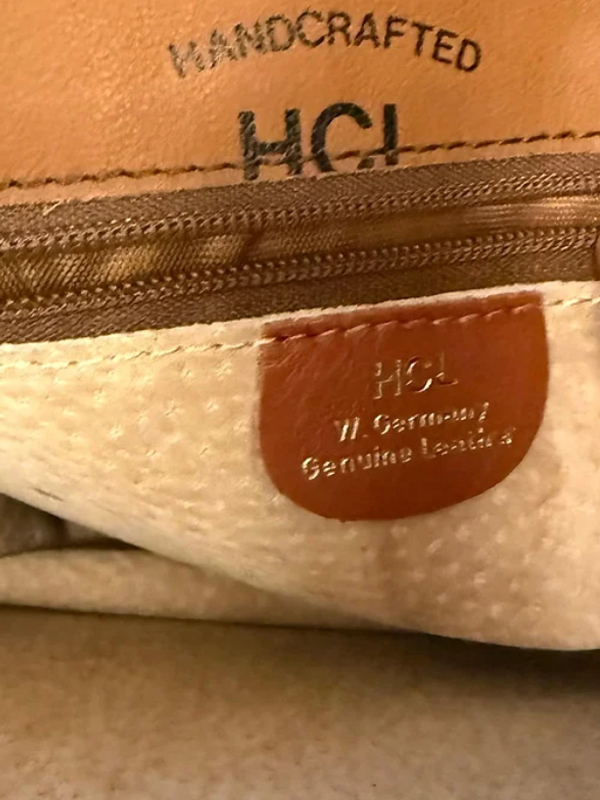 HANDCRAFTED
HCL
HCL
W. Germany
Genuine Leather